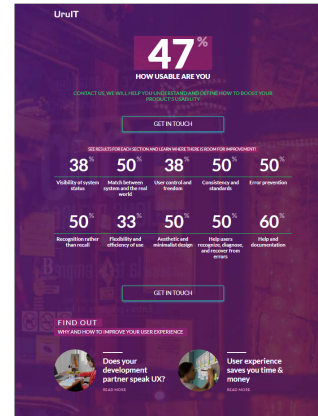 UruIT
47%
HOW USABLE ARE YOU
CONTACT US, WE WILL HELP YOU UNDERSTAND AND DEFINE HOW TO BOOST YOUR
PRODUCT'S USABILITY
GET IN TOUCH
SEE RESULTS FOR EACH SECTION AND LEARN WHERE THERE IS ROOM FOR IMPROVEMENT!
38% 50% 38% 50% 50%
Visibility of system status
Match between system and the real world
User control and freedom
Consistency and standards
Error prevention
50% 33% 50% 50% 60%
Recognition rather than recall
Flexibility and efficiency of use
Aesthetic and minimalist design
Help users recognize, diagnose, and recover from errors
Help and documentation
GET IN TOUCH
FIND OUT
WHY AND HOW TO IMPROVE YOUR USER EXPERIENCE
Does your
development
partner speak UX?
READ MORE
User experience
saves you time &
money
READ MORE